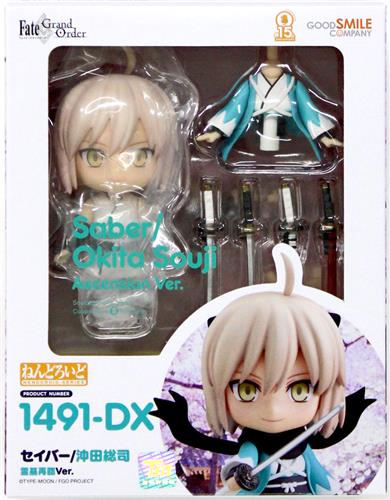 Fate Grand Order
15
GOOD SMILE
COMPANY
Saber/
Okita Souji
Ascension Ver.
ねんどろいど
NENDOROID SERIES
PRODUCT NUMBER
1491-DX
セイバー/沖田総司
霊基再臨Ver.
©TYPE-MOON / FGO PROJECT